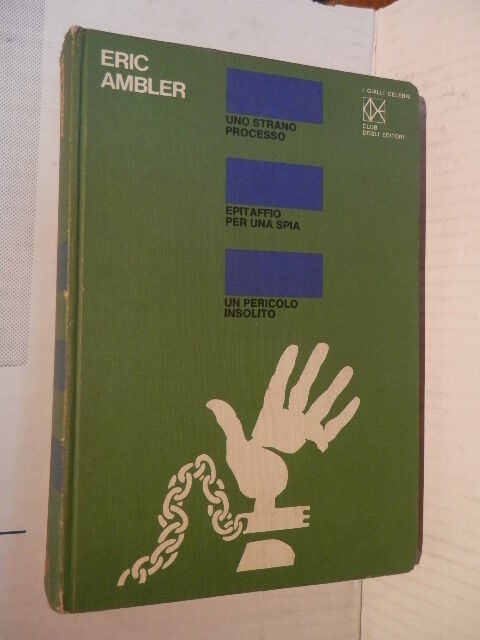 ERIC
AMBLER
UNO STRANO
PROCESSO
EPITAFFIO
PER UNA SPIA
UN PERICOLO
INSOLITO
I GIALLI CELEBRI
CLUB
DEGLI EDITORI